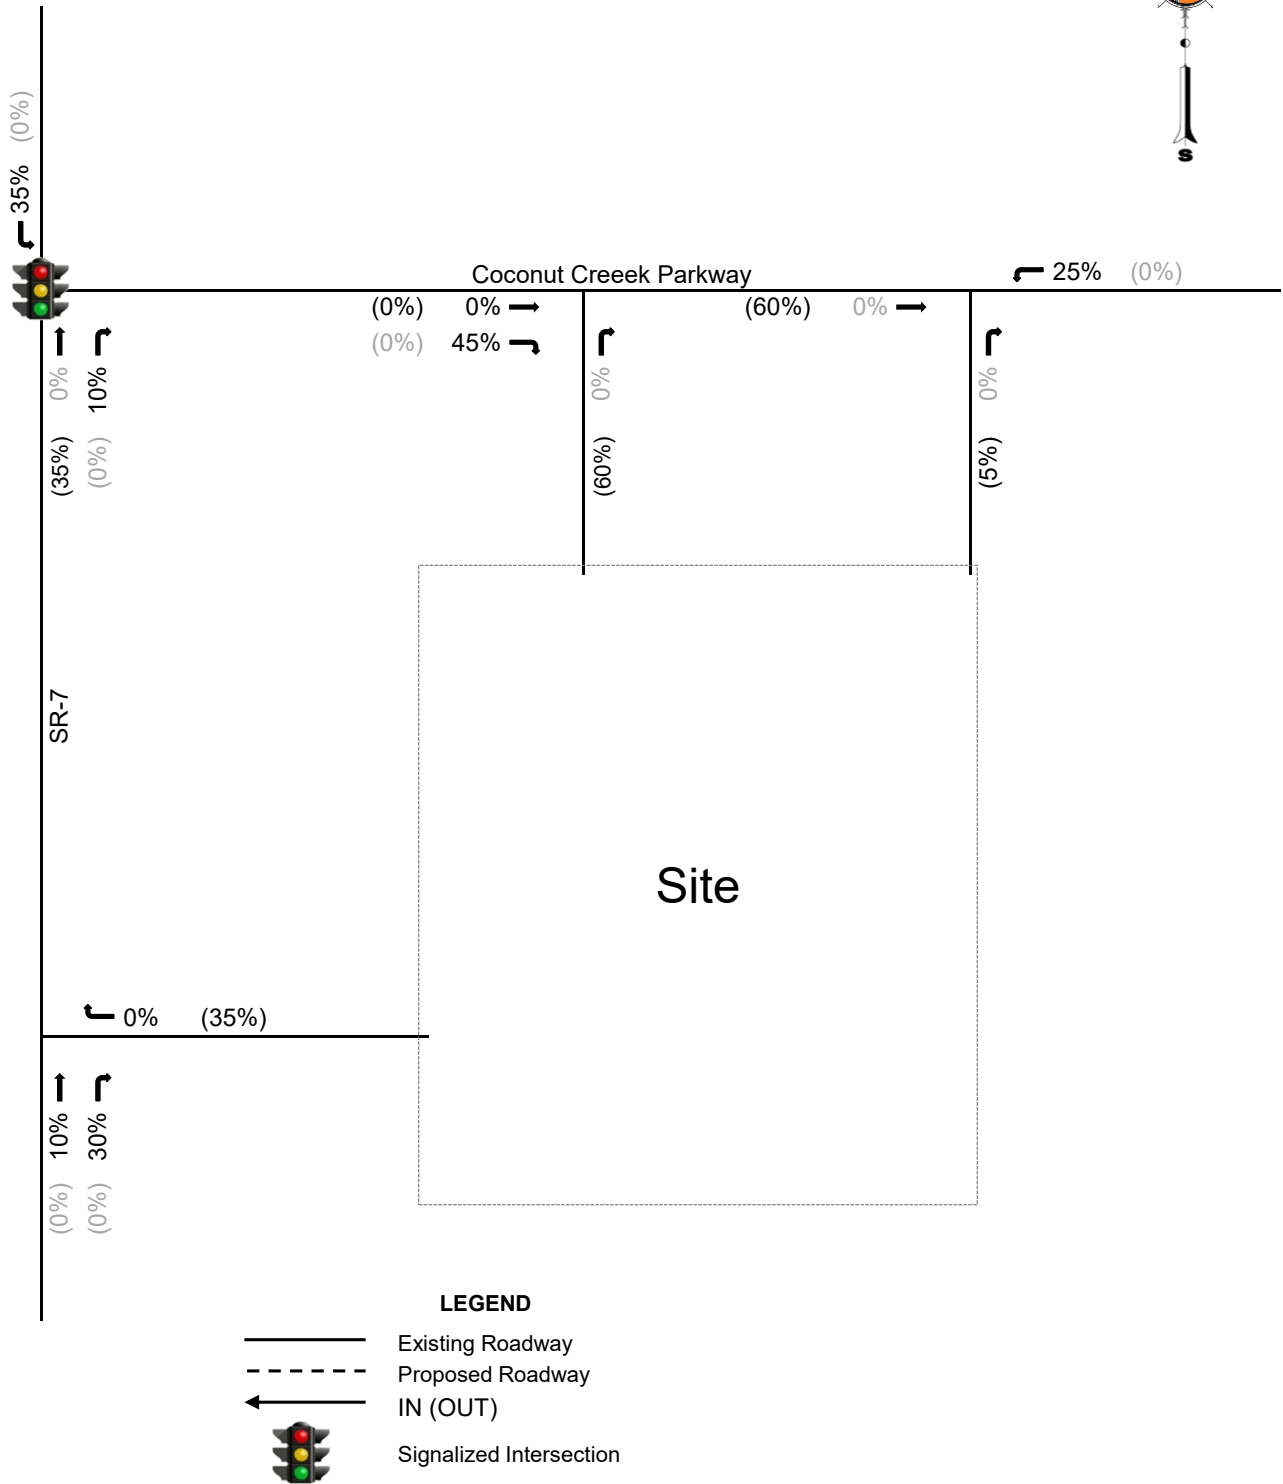 S
35% (0%)
Coconut Creeek Parkway
25% (0%)
(0%) 0%
(60%) 0%
(0%) 45%
(35%) 0%
(0%) 10%
(60%) 0%
(5%) 0%
SR-7
Site
0% (35%)
(0%) 10%
(0%) 30%
LEGEND
Existing Roadway
Proposed Roadway
IN (OUT)
Signalized Intersection